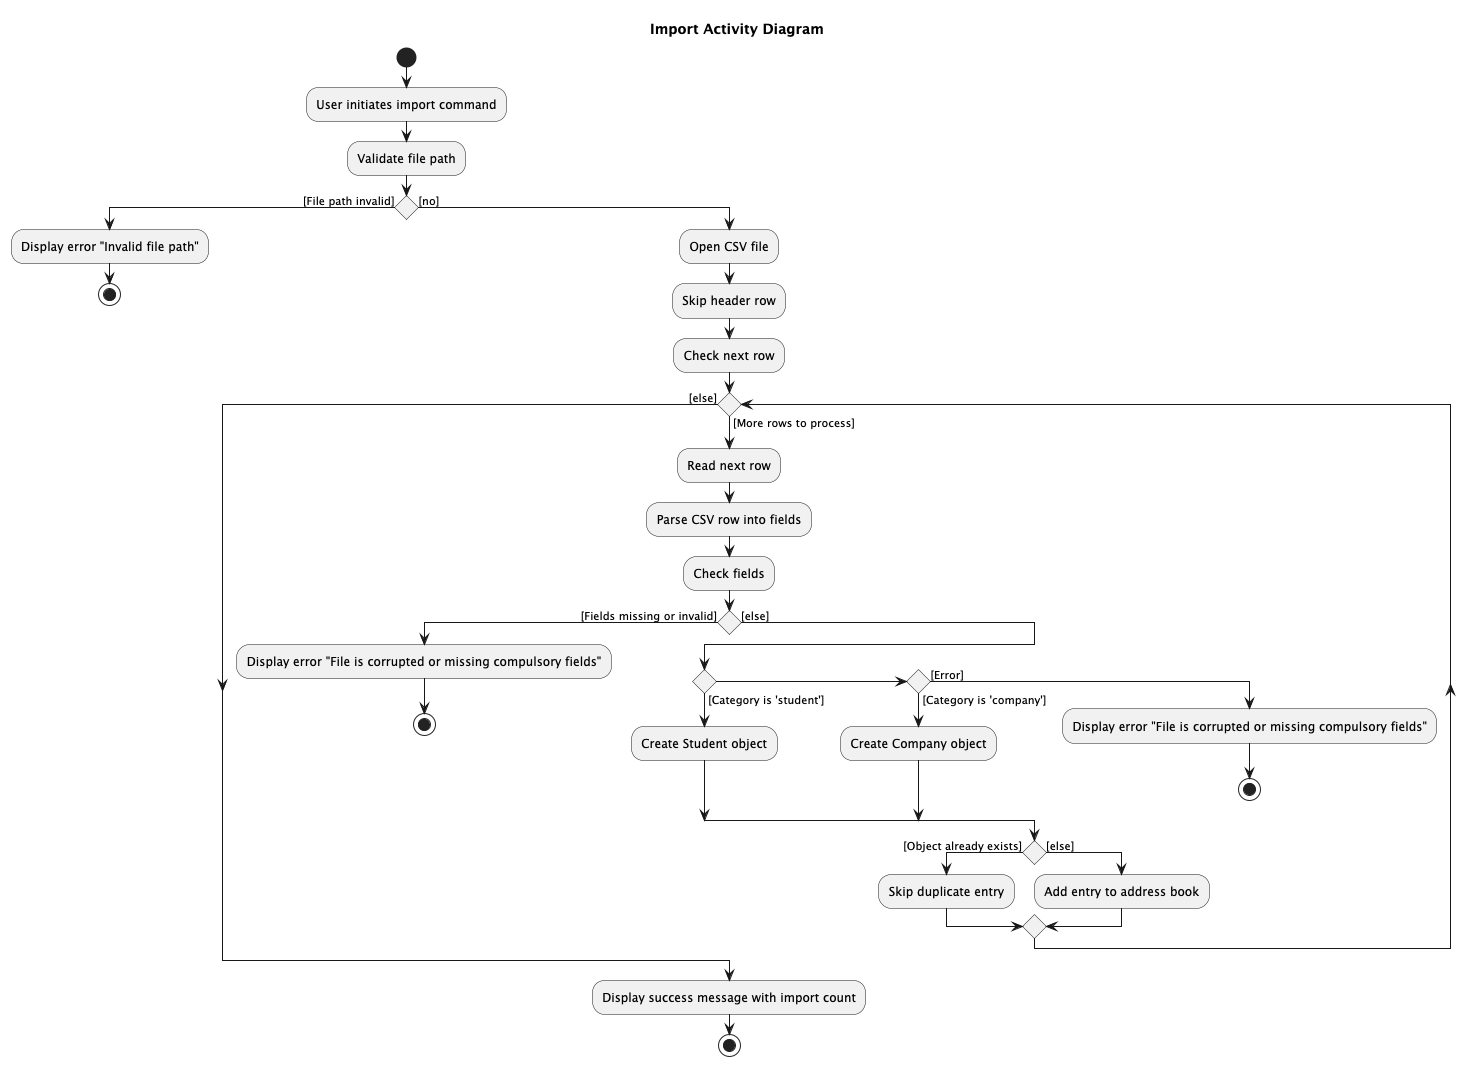 Import Activity Diagram
User initiates import command
Validate file path
[File path invalid]
[no]
Display error "Invalid file path"
Open CSV file
Skip header row
Check next row
[else]
[More rows to process]
Read next row
Parse CSV row into fields
Check fields
[Fields missing or invalid]
[else]
Display error "File is corrupted or missing compulsory fields"
[Error]
[Category is 'student']
[Category is 'company']
Create Student object
Create Company object
Display error "File is corrupted or missing compulsory fields"
[Object already exists]
[else]
Skip duplicate entry
Add entry to address book
Display success message with import count